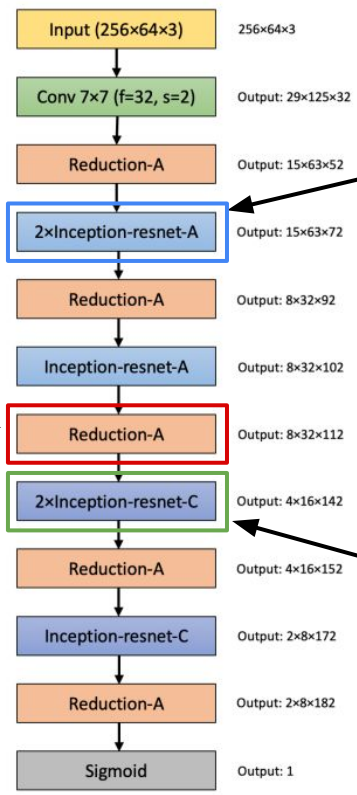 Input (256×64×3) 256×64×3
Conv 7×7 (f=32, s=2) Output: 29×125×32
Reduction-A Output: 15×63×52
2×Inception-resnet-A Output: 15×63×72
Reduction-A Output: 8×32×92
Inception-resnet-A Output: 8×32×102
Reduction-A Output: 8×32×112
2×Inception-resnet-C Output: 4×16×142
Reduction-A Output: 4×16×152
Inception-resnet-C Output: 2×8×172
Reduction-A Output: 2×8×182
Sigmoid Output: 1